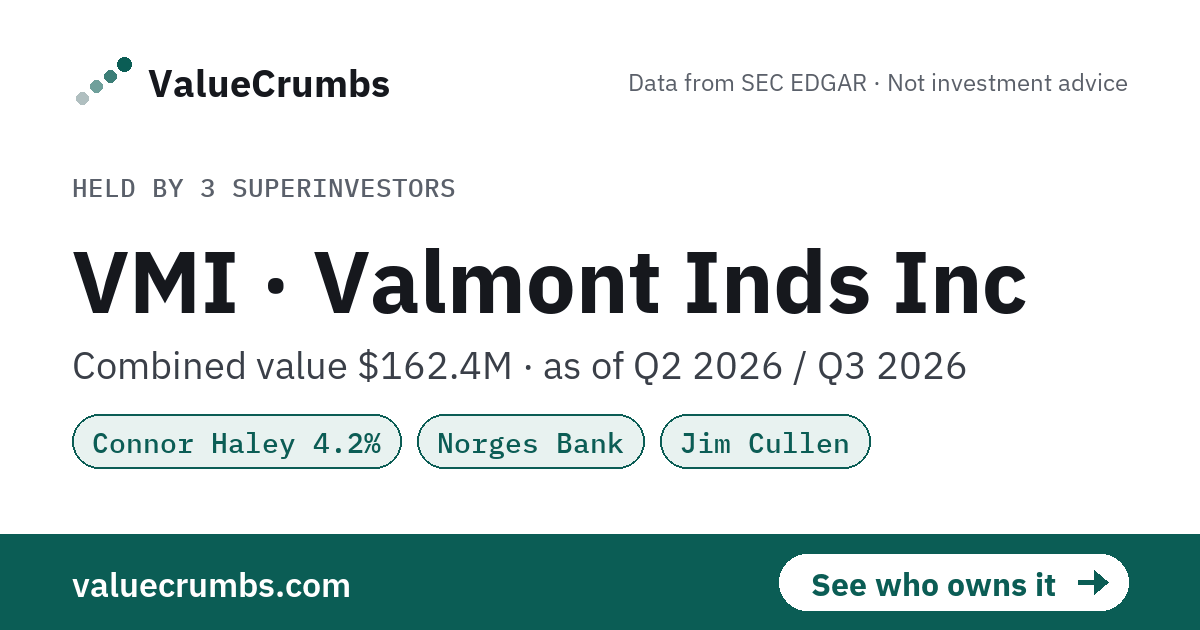 ValueCrumbs
Data from SEC EDGAR · Not investment advice
HELD BY 3 SUPERINVESTORS
VMI · Valmont Inds Inc
Combined value $162.4M · as of Q2 2026 / Q3 2026
Connor Haley 4.2%
Norges Bank
Jim Cullen
valuecrumbs.com
See who owns it →